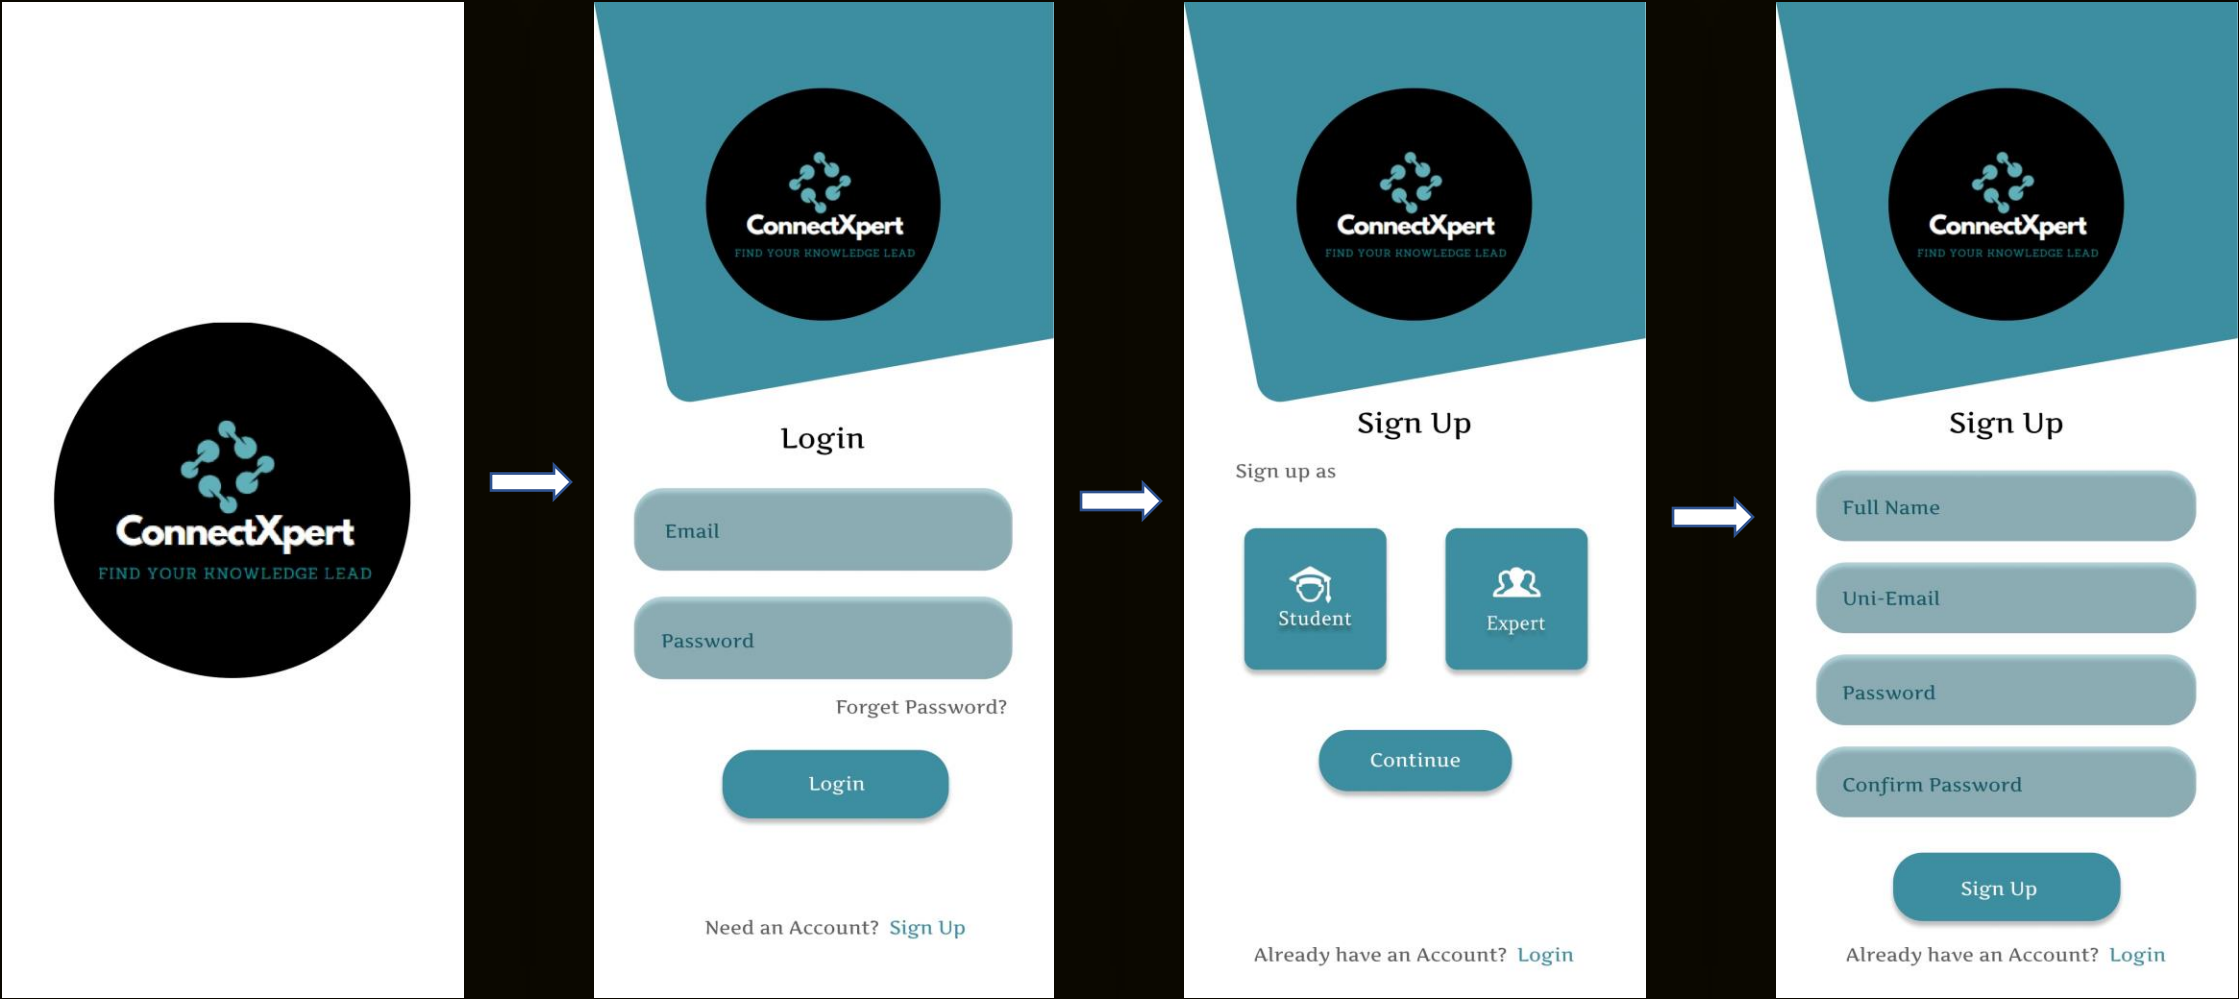 ConnectXpert
FIND YOUR KNOWLEDGE LEAD
ConnectXpert
FIND YOUR KNOWLEDGE LEAD
Login
Email
Password
Forget Password?
Login
Need an Account? Sign Up
ConnectXpert
FIND YOUR KNOWLEDGE LEAD
Sign Up
Sign up as
Student
Expert
Continue
Already have an Account? Login
ConnectXpert
FIND YOUR KNOWLEDGE LEAD
Sign Up
Full Name
Uni-Email
Password
Confirm Password
Sign Up
Already have an Account? Login